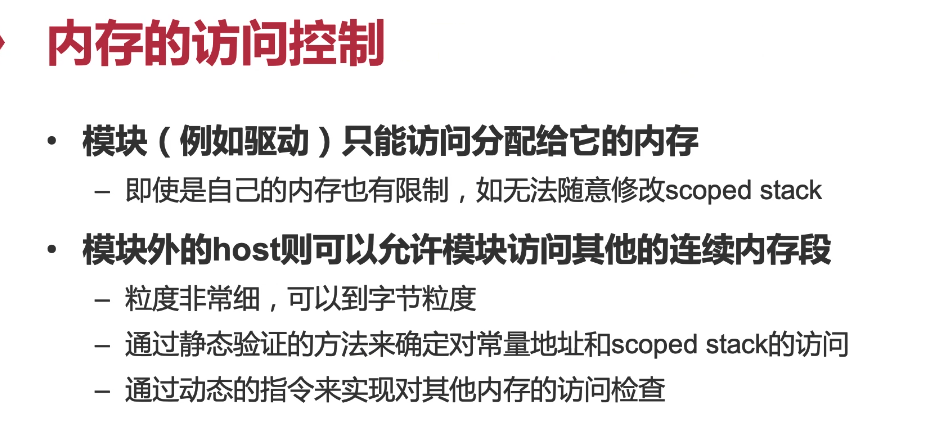 内存的访问控制
• 模块（例如驱动）只能访问分配给它的内存
– 即使是自己的内存也有限制，如无法随意修改scoped stack
• 模块外的host则可以允许模块访问其他的连续内存段
– 粒度非常细，可以到字节粒度
– 通过静态验证的方法来确定对常量地址和scoped stack的访问
– 通过动态的指令来实现对其他内存的访问检查